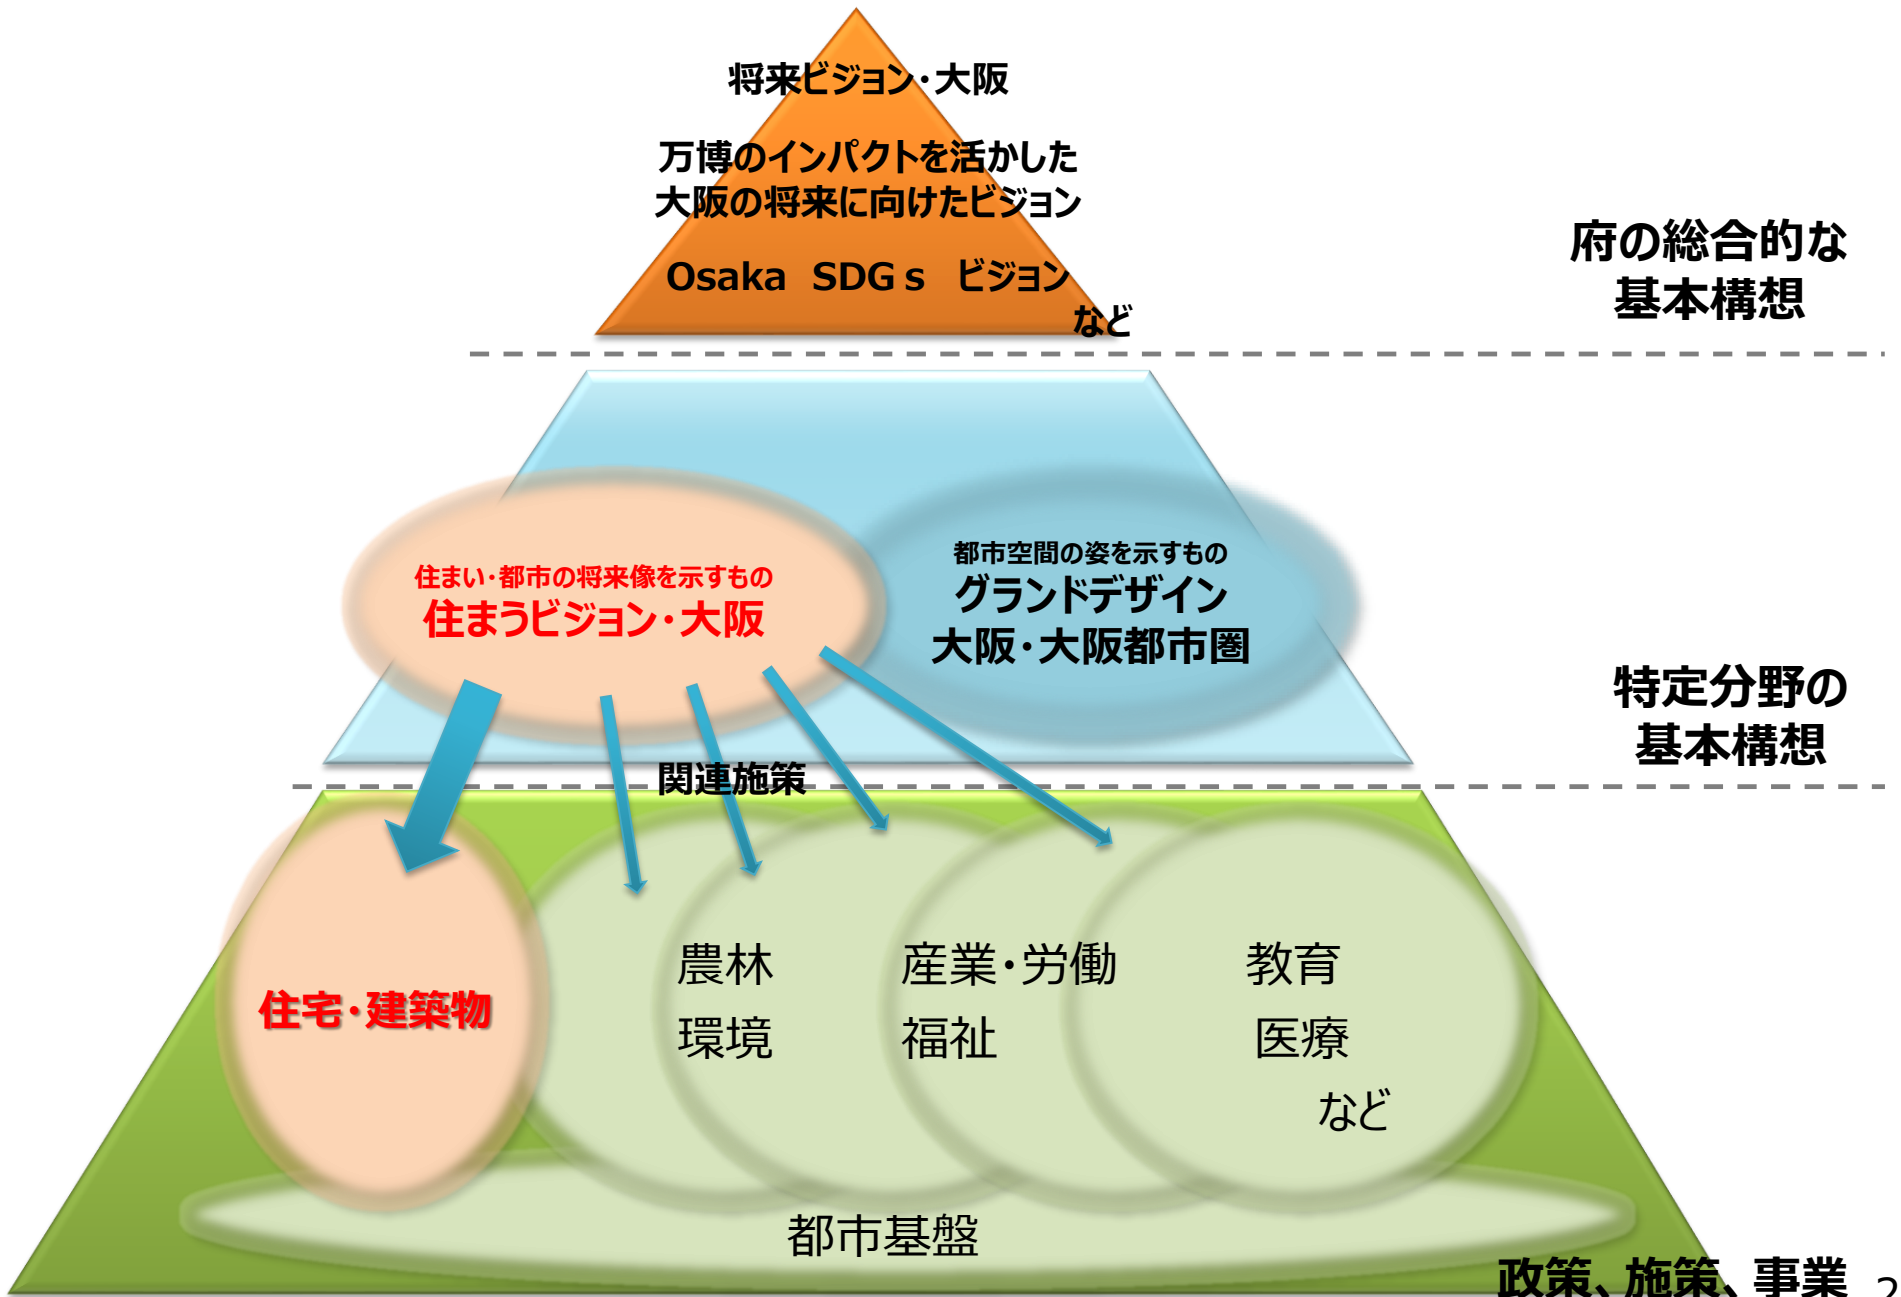 将来ビジョン・大阪
万博のインパクトを活かした
大阪の将来に向けたビジョン
Osaka　SDGｓ　ビジョン
など
府の総合的な
基本構想
住まい・都市の将来像を示すもの
住まうビジョン・大阪
都市空間の姿を示すもの
グランドデザイン
大阪・大阪都市圏
特定分野の
基本構想
関連施策
住宅・建築物
農林
環境
産業・労働
福祉
教育
医療
など
都市基盤
政策、施策、事業
2